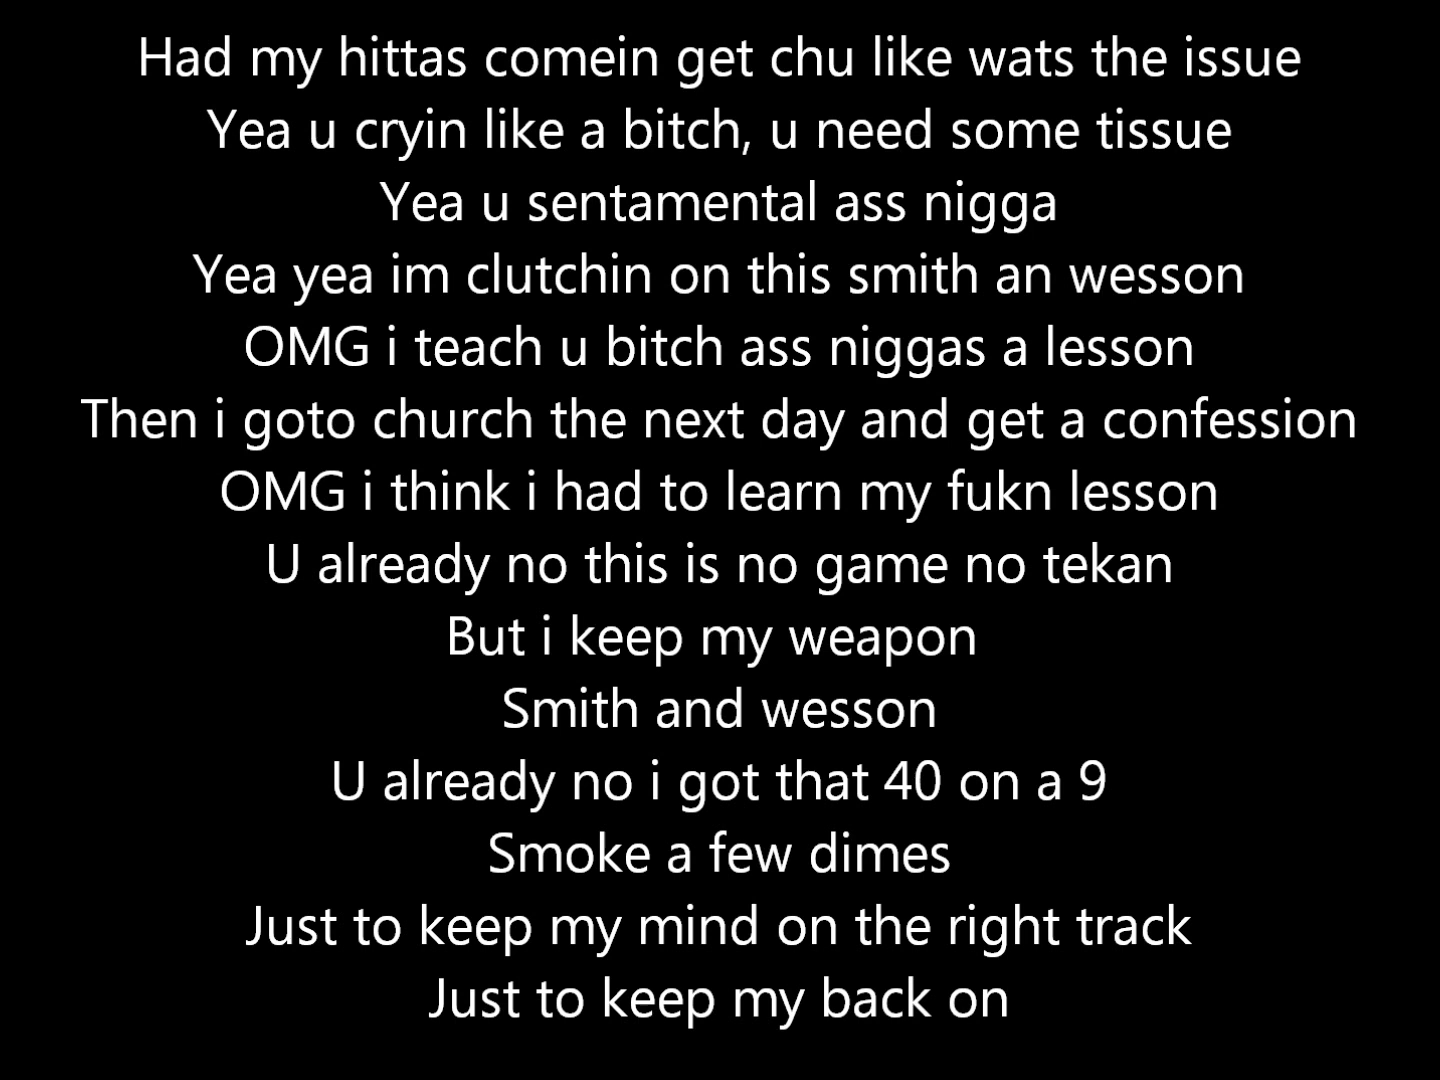 Had my hittas comein get chu like wats the issue
Yea u cryin like a bitch, u need some tissue
Yea u sentamental ass nigga
Yea yea im clutchin on this smith an wesson
OMG i teach u bitch ass niggas a lesson
Then i goto church the next day and get a confession
OMG i think i had to learn my fukn lesson
U already no this is no game no tekan
But i keep my weapon
Smith and wesson
U already no i got that 40 on a 9
Smoke a few dimes
Just to keep my mind on the right track
Just to keep my back on